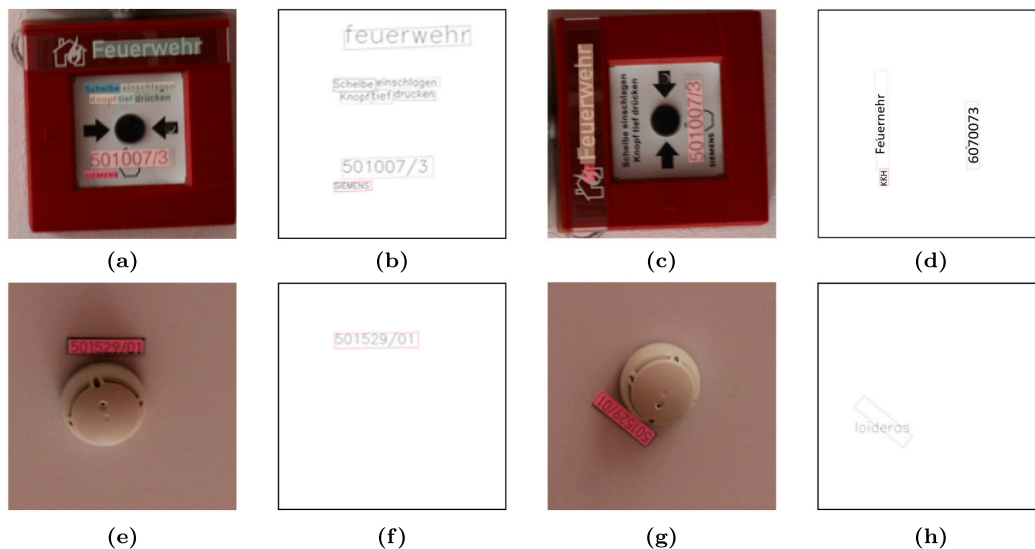 Feuerwehr
Scheibe einschlagen
Knopf tief drücken
501007/3
SIEMENS
(a)
feuerwehr
Scheibe einschlagen
Knopf tief drucken
501007/3
SIEMENS
(b)
Feuerwehr
Scheibe einschlagen
Knopf tief drücken
501007/3
SIEMENS
(c)
KKH Feuernehr
6070073
(d)
501529/01
(e)
501529/01
(f)
501529/01
(g)
loideras
(h)